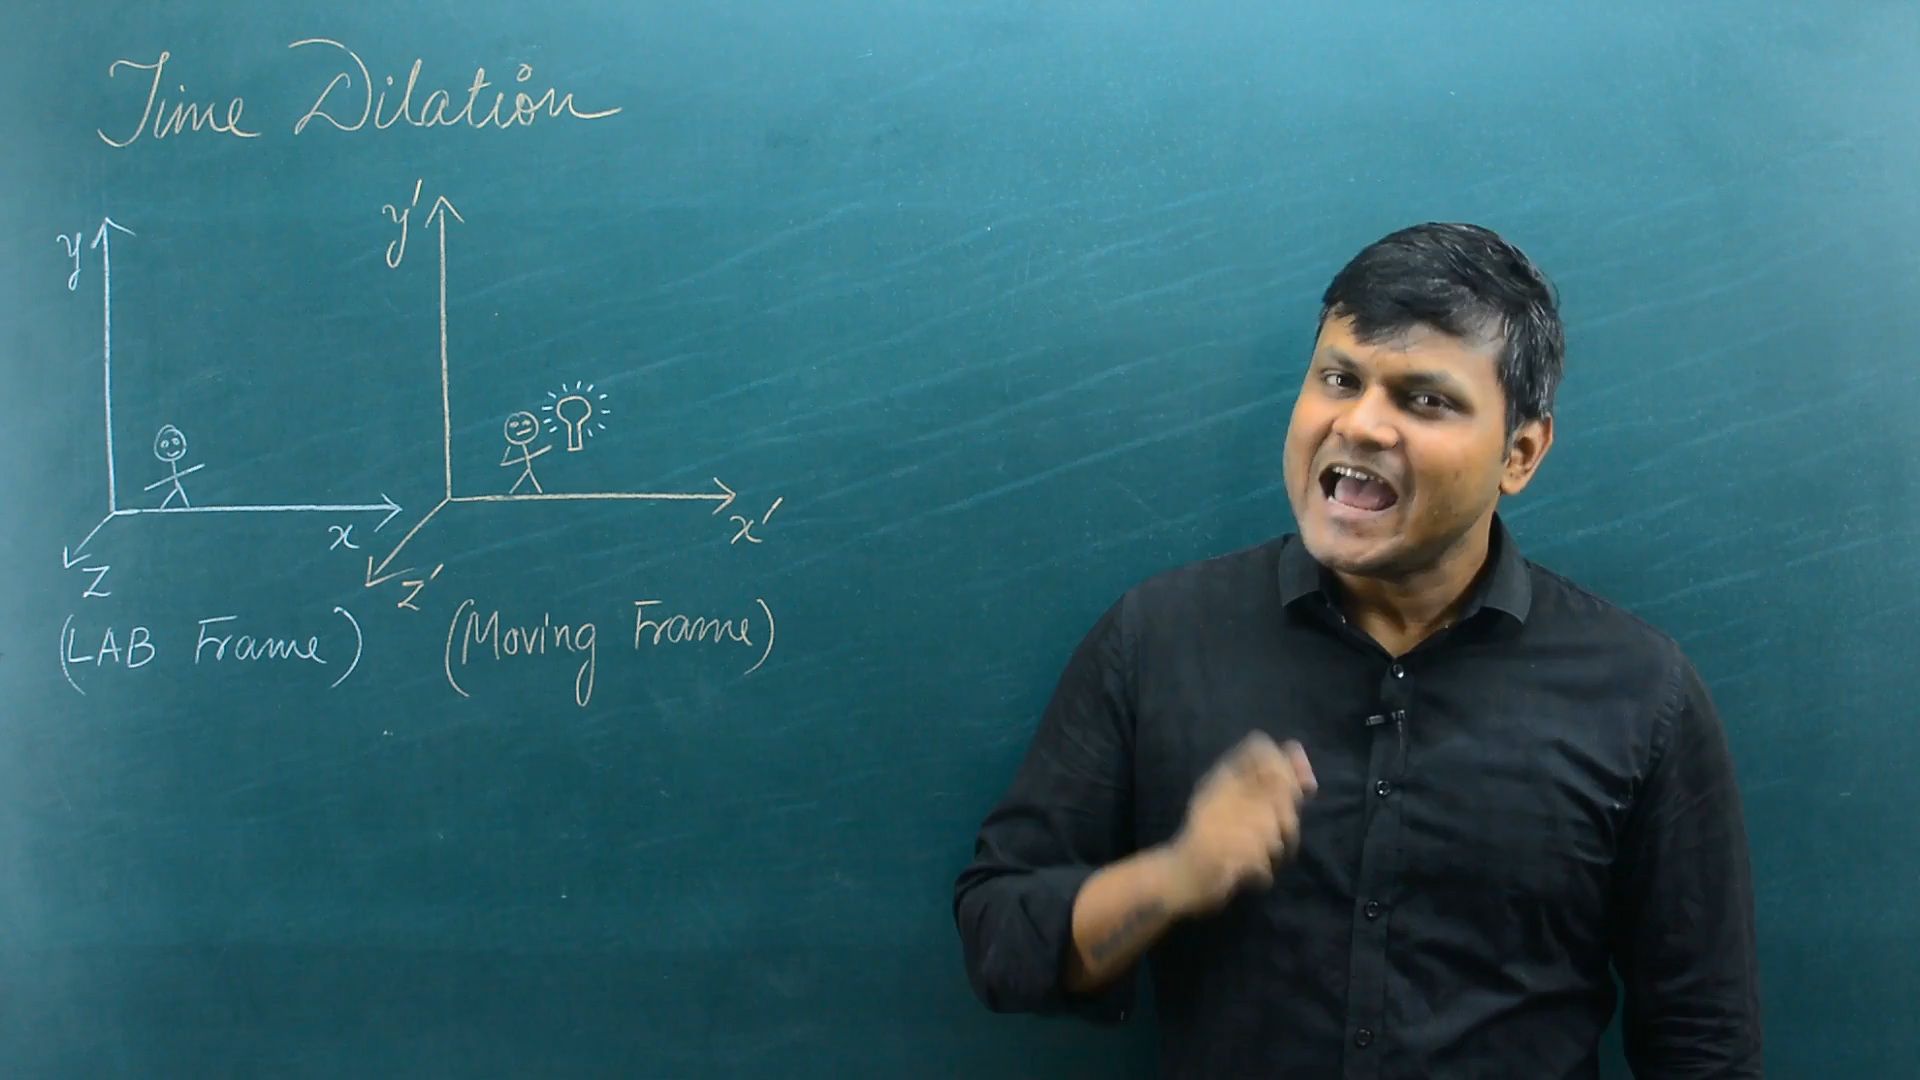 Time Dilation
y
x
z
(LAB Frame)
y'
x'
z'
(Moving Frame)